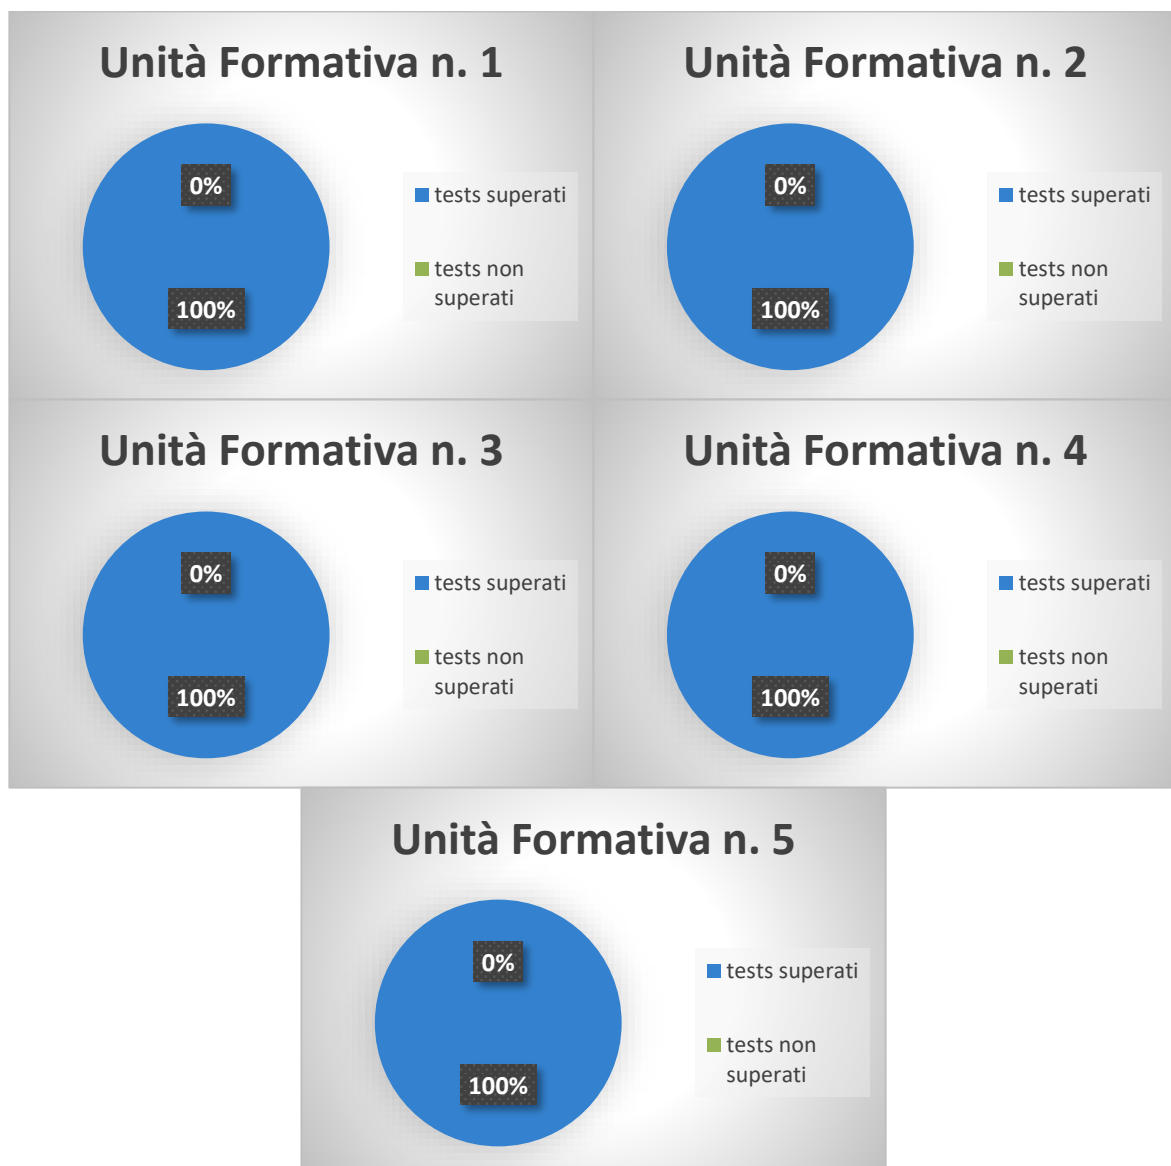 Unità Formativa n. 1
0%
100%
tests superati
tests non
superati
Unità Formativa n. 2
0%
100%
tests superati
tests non
superati
Unità Formativa n. 3
0%
100%
tests superati
tests non
superati
Unità Formativa n. 4
0%
100%
tests superati
tests non
superati
Unità Formativa n. 5
0%
100%
tests superati
tests non
superati